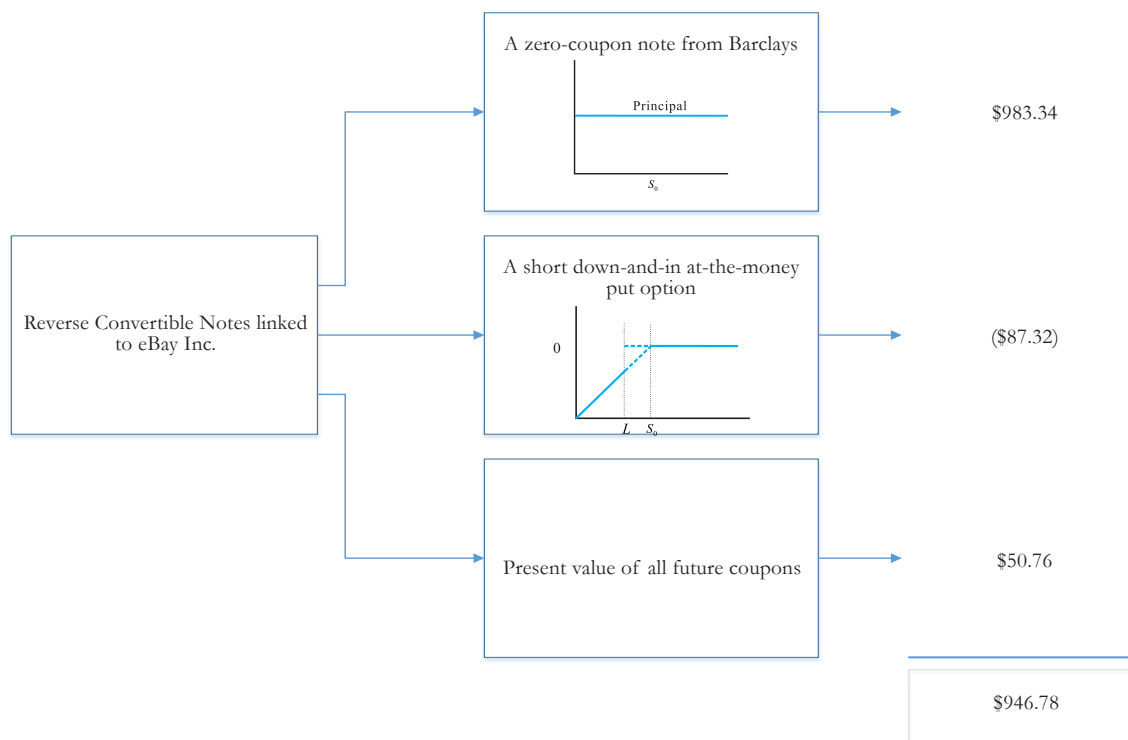 A zero-coupon note from Barclays
Principal
S₀
$983.34
Reverse Convertible Notes linked
to eBay Inc.
A short down-and-in at-the-money
put option
0
L S₀
($87.32)
Present value of all future coupons
$50.76
$946.78